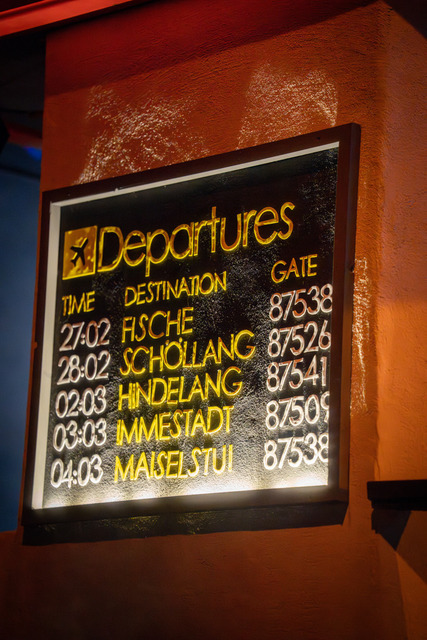 Departures
TIME DESTINATION GATE
27:02 FISCHE 87538
28:02 SCHÖLLANG 87526
02:03 HINDELANG 87541
03:03 IMMESTADT 87509
04:03 MAISELSTUI 87538